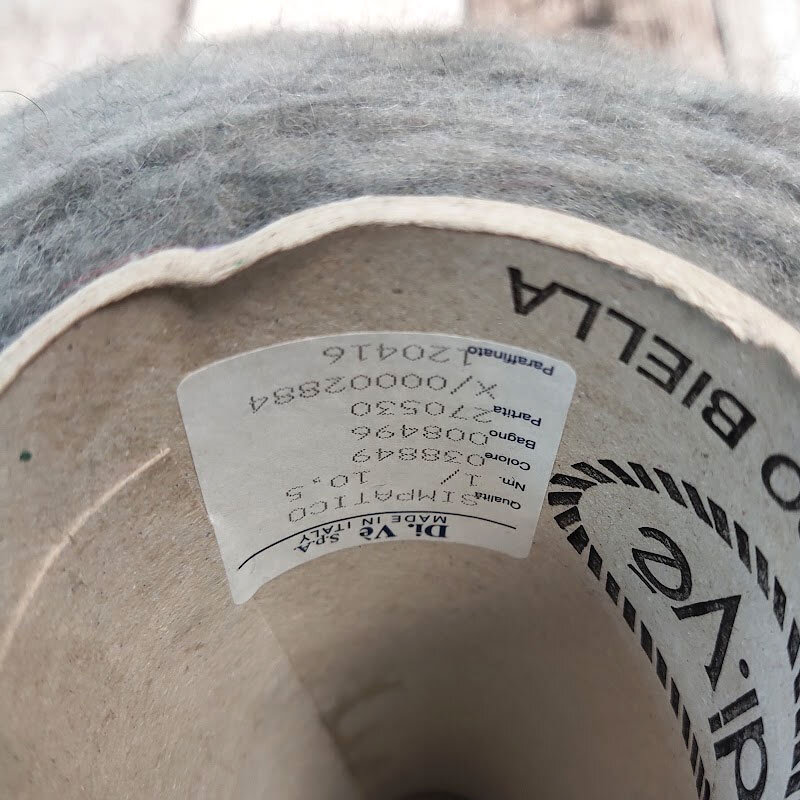 Di.Vè S.p.A
MADE IN ITALY
Qualità SIMPATICO
Nm. 1/ 10,5
Colore 038849
Bagno 008496
Partita 270530
X/00002884
Paraffinato 120416
BIELLA
di.vè